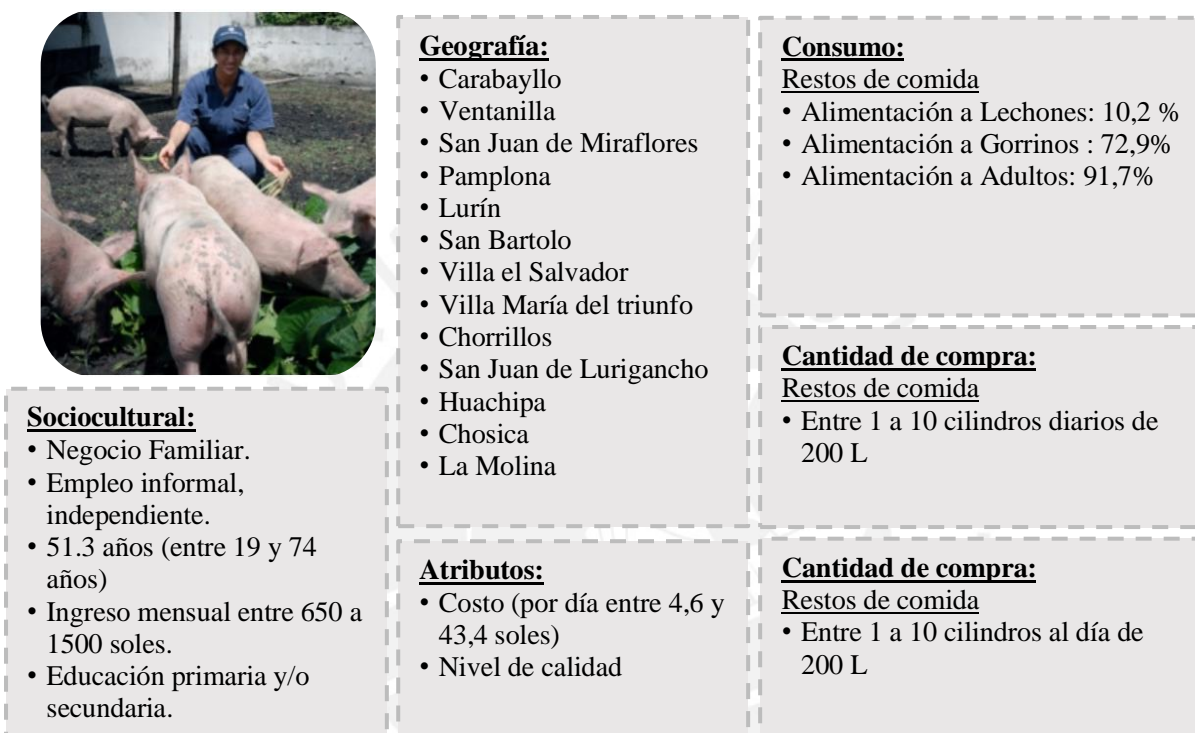 Geografía:
• Carabayllo
• Ventanilla
• San Juan de Miraflores
• Pamplona
• Lurín
• San Bartolo
• Villa el Salvador
• Villa María del triunfo
• Chorrillos
• San Juan de Lurigancho
• Huachipa
• Chosica
• La Molina
Consumo:
Restos de comida
• Alimentación a Lechones: 10,2 %
• Alimentación a Gorrinos : 72,9%
• Alimentación a Adultos: 91,7%
Cantidad de compra:
Restos de comida
• Entre 1 a 10 cilindros diarios de
200 L
Sociocultural:
• Negocio Familiar.
• Empleo informal,
independiente.
• 51.3 años (entre 19 y 74
años)
• Ingreso mensual entre 650 a
1500 soles.
• Educación primaria y/o
secundaria.
Atributos:
• Costo (por día entre 4,6 y
43,4 soles)
• Nivel de calidad
Cantidad de compra:
Restos de comida
• Entre 1 a 10 cilindros al día de
200 L